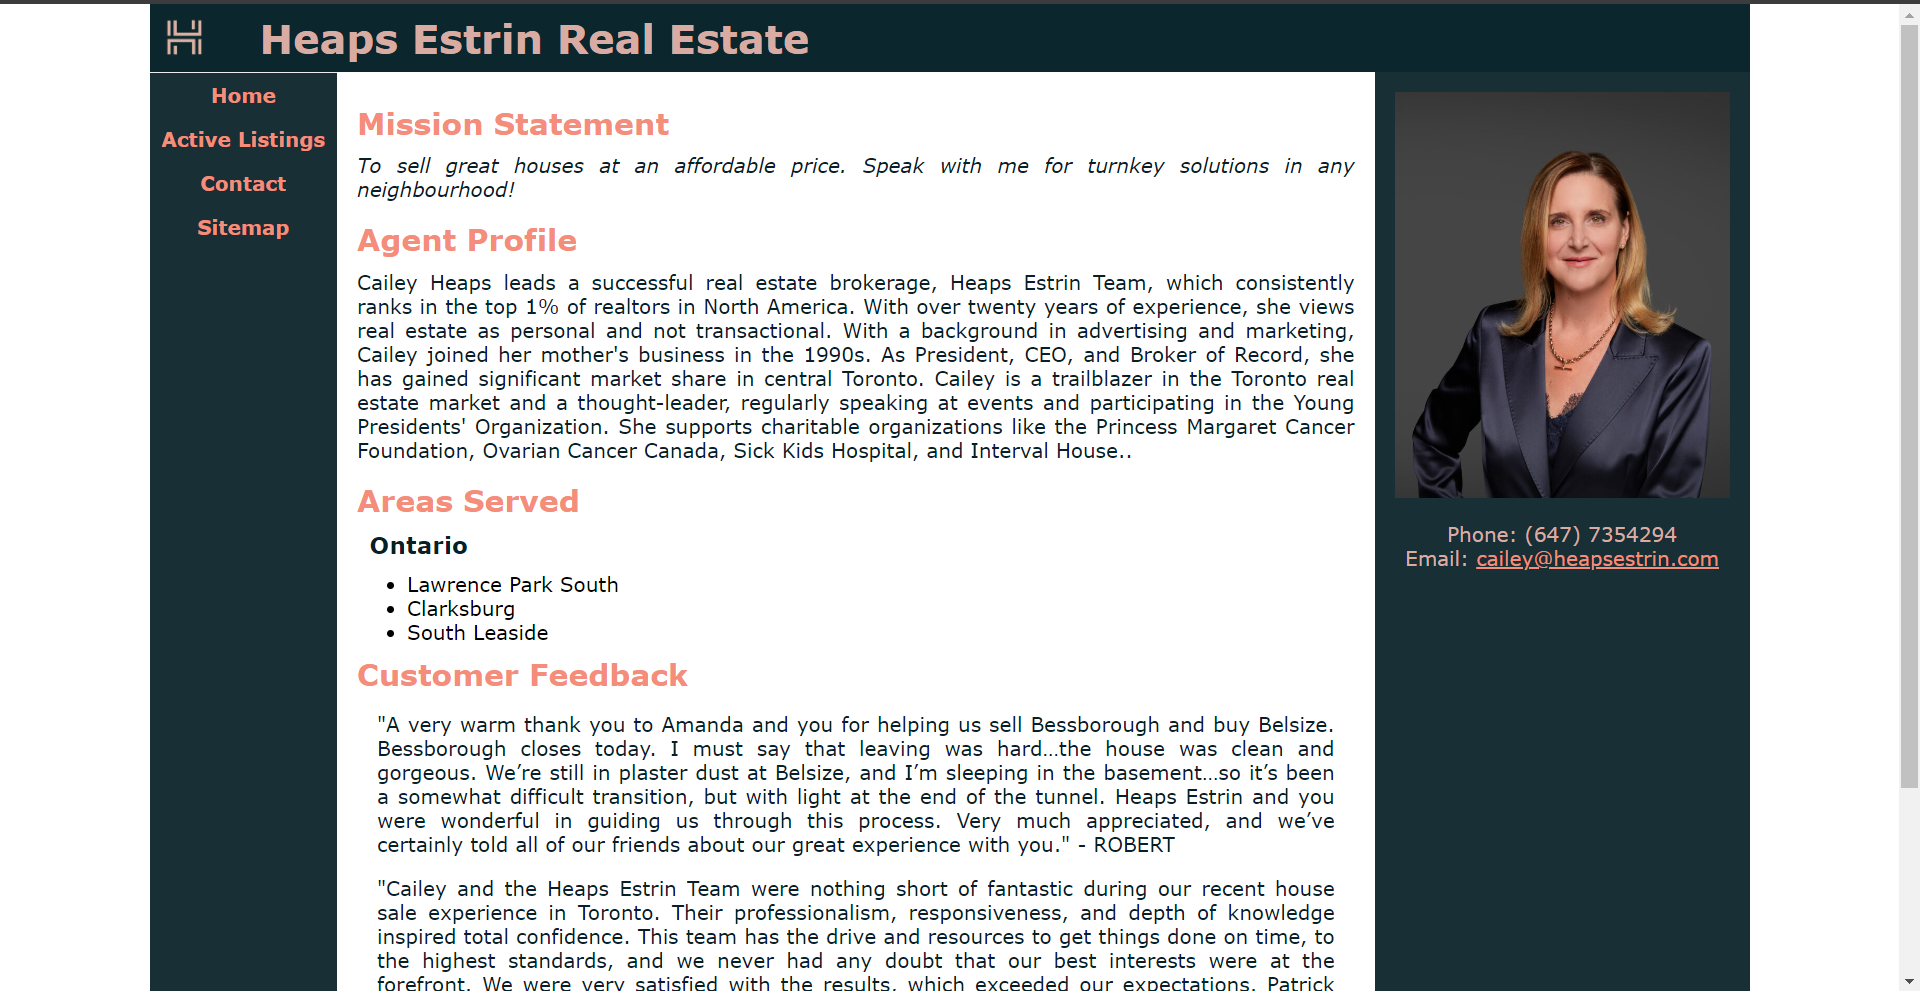 Heaps Estrin Real Estate
Home
Active Listings
Contact
Sitemap
Mission Statement
To sell great houses at an affordable price. Speak with me for turnkey solutions in any
neighbourhood!
Agent Profile
Cailey Heaps leads a successful real estate brokerage, Heaps Estrin Team, which consistently
ranks in the top 1% of realtors in North America. With over twenty years of experience, she views
real estate as personal and not transactional. With a background in advertising and marketing,
Cailey joined her mother's business in the 1990s. As President, CEO, and Broker of Record, she
has gained significant market share in central Toronto. Cailey is a trailblazer in the Toronto real
estate market and a thought-leader, regularly speaking at events and participating in the Young
Presidents' Organization. She supports charitable organizations like the Princess Margaret Cancer
Foundation, Ovarian Cancer Canada, Sick Kids Hospital, and Interval House..
Areas Served
Ontario
• Lawrence Park South
• Clarksburg
• South Leaside
Customer Feedback
"A very warm thank you to Amanda and you for helping us sell Bessborough and buy Belsize.
Bessborough closes today. I must say that leaving was hard…the house was clean and
gorgeous. We’re still in plaster dust at Belsize, and I’m sleeping in the basement…so it’s been
a somewhat difficult transition, but with light at the end of the tunnel. Heaps Estrin and you
were wonderful in guiding us through this process. Very much appreciated, and we’ve
certainly told all of our friends about our great experience with you." - ROBERT
"Cailey and the Heaps Estrin Team were nothing short of fantastic during our recent house
sale experience in Toronto. Their professionalism, responsiveness, and depth of knowledge
inspired total confidence. This team has the drive and resources to get things done on time, to
the highest standards, and we never had any doubt that our best interests were at the
forefront. We were very satisfied with the results, which exceeded our expectations. Patrick
Phone: (647) 7354294
Email: cailey@heapsestrin.com